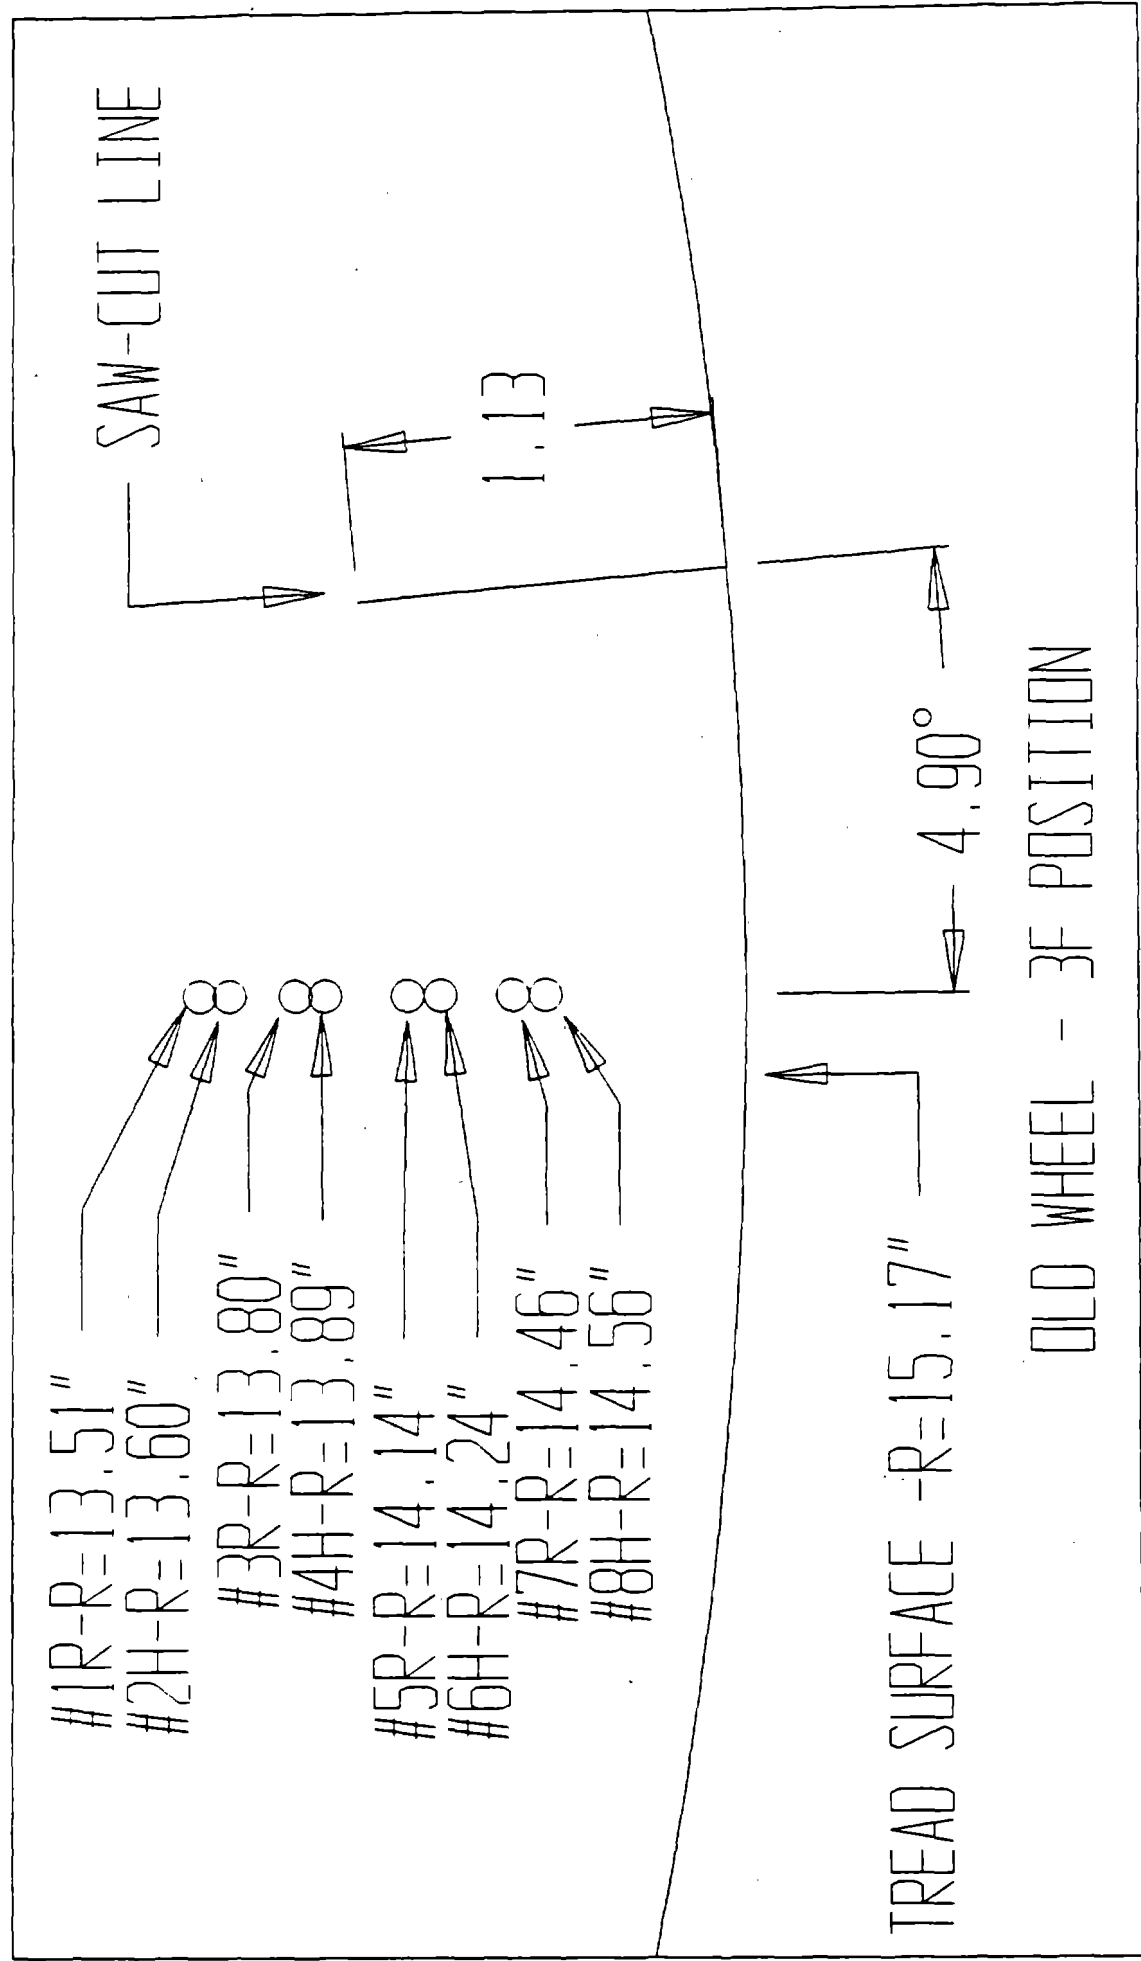 SAW-CUT LINE
#1R-R=13.51"
#2H-R=13.60"
#3R-R=13.80"
#4H-R=13.89"
#5R-R=14.14"
#6H-R=14.24"
#7R-R=14.46"
#8H-R=14.56"
1.13
4.90°
TREAD SURFACE -R=15.17"
OLD WHEEL - 3F POSITION